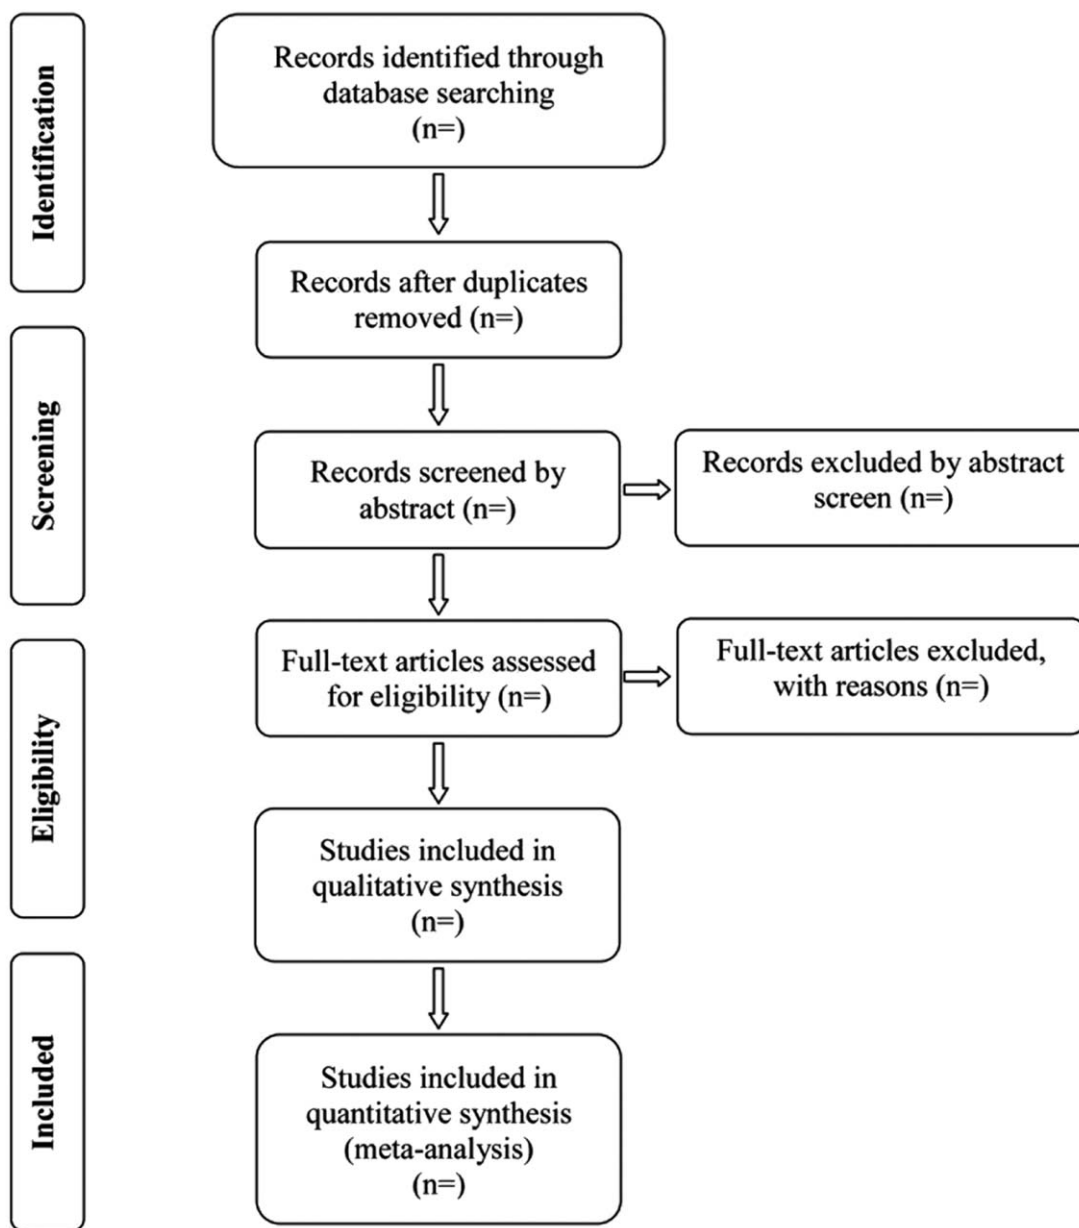 Identification
Records identified through
database searching
(n=)
Records after duplicates
removed (n=)
Screening
Records screened by
abstract (n=)
Records excluded by abstract
screen (n=)
Eligibility
Full-text articles assessed
for eligibility (n=)
Full-text articles excluded,
with reasons (n=)
Studies included in
qualitative synthesis
(n=)
Included
Studies included in
quantitative synthesis
(meta-analysis)
(n=)